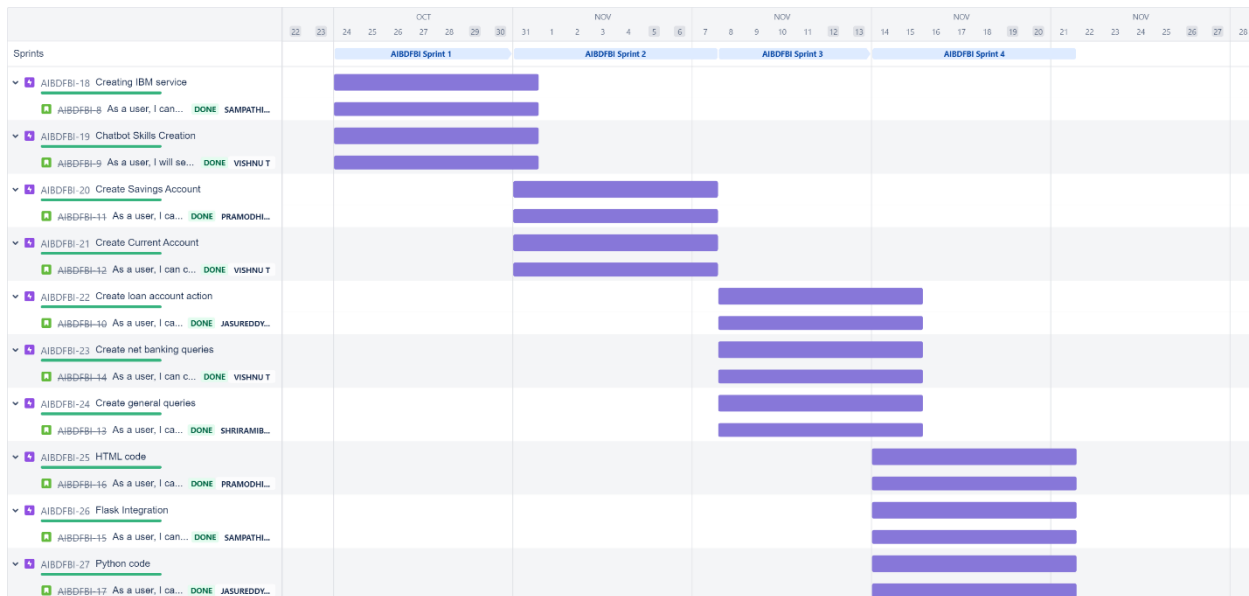 OCT NOV NOV NOV NOV
22 23 24 25 26 27 28 29 30 31 1 2 3 4 5 6 7 8 9 10 11 12 13 14 15 16 17 18 19 20 21 22 23 24 25 26 27 28
Sprints AIBDFBI Sprint 1 AIBDFBI Sprint 2 AIBDFBI Sprint 3 AIBDFBI Sprint 4
AIBDFBI-18 Creating IBM service
AIBDFBI-8 As a user, I can... DONE SAMPATHI...
AIBDFBI-19 Chatbot Skills Creation
AIBDFBI-9 As a user, I will se... DONE VISHNU T
AIBDFBI-20 Create Savings Account
AIBDFBI-11 As a user, I ca... DONE PRAMODHI...
AIBDFBI-21 Create Current Account
AIBDFBI-12 As a user, I can c... DONE VISHNU T
AIBDFBI-22 Create loan account action
AIBDFBI-10 As a user, I ca... DONE JASUREDDY...
AIBDFBI-23 Create net banking queries
AIBDFBI-14 As a user, I can c... DONE VISHNU T
AIBDFBI-24 Create general queries
AIBDFBI-13 As a user, I ca... DONE SHRIRAMIB...
AIBDFBI-25 HTML code
AIBDFBI-16 As a user, I ca... DONE PRAMODHI...
AIBDFBI-26 Flask Integration
AIBDFBI-15 As a user, I can... DONE SAMPATHI...
AIBDFBI-27 Python code
AIBDFBI-17 As a user, I ca... DONE JASUREDDY...